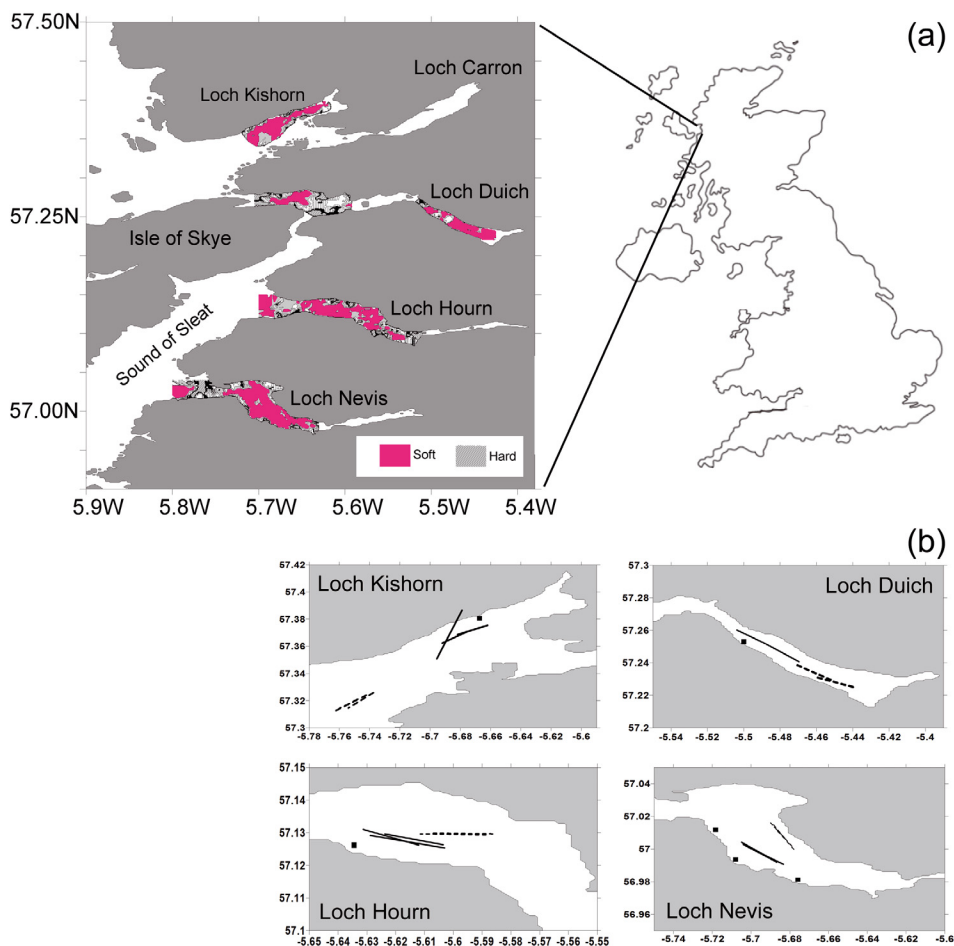 (a)
57.50N
57.25N
57.00N
Loch Carron
Loch Kishorn
Loch Duich
Isle of Skye
Loch Hourn
Sound of Sleat
Loch Nevis
Soft
Hard
5.9W 5.8W 5.7W 5.6W 5.5W 5.4W
(b)
Loch Kishorn
57.42
57.4
57.38
57.36
57.34
57.32
57.3
-5.78 -5.76 -5.74 -5.72 -5.7 -5.68 -5.66 -5.64 -5.62 -5.6
Loch Duich
57.3
57.28
57.26
57.24
57.22
57.2
-5.54 -5.52 -5.5 -5.48 -5.46 -5.44 -5.42 -5.4
57.15
57.14
57.13
57.12
57.11
57.1
Loch Hourn
-5.65 -5.64 -5.63 -5.62 -5.61 -5.6 -5.59 -5.58 -5.57 -5.56 -5.55
57.04
57.02
57
56.98
56.96
Loch Nevis
-5.74 -5.72 -5.7 -5.68 -5.66 -5.64 -5.62 -5.6